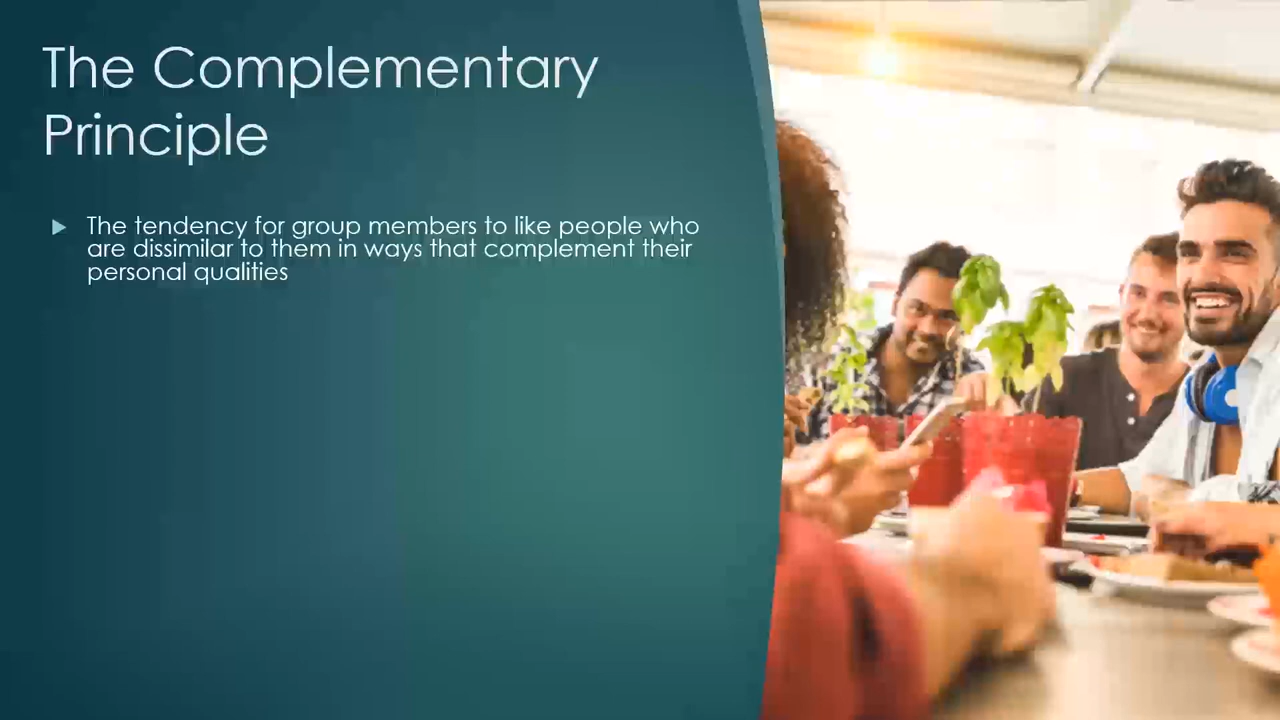 The Complementary
Principle
The tendency for group members to like people who
are dissimilar to them in ways that complement their
personal qualities